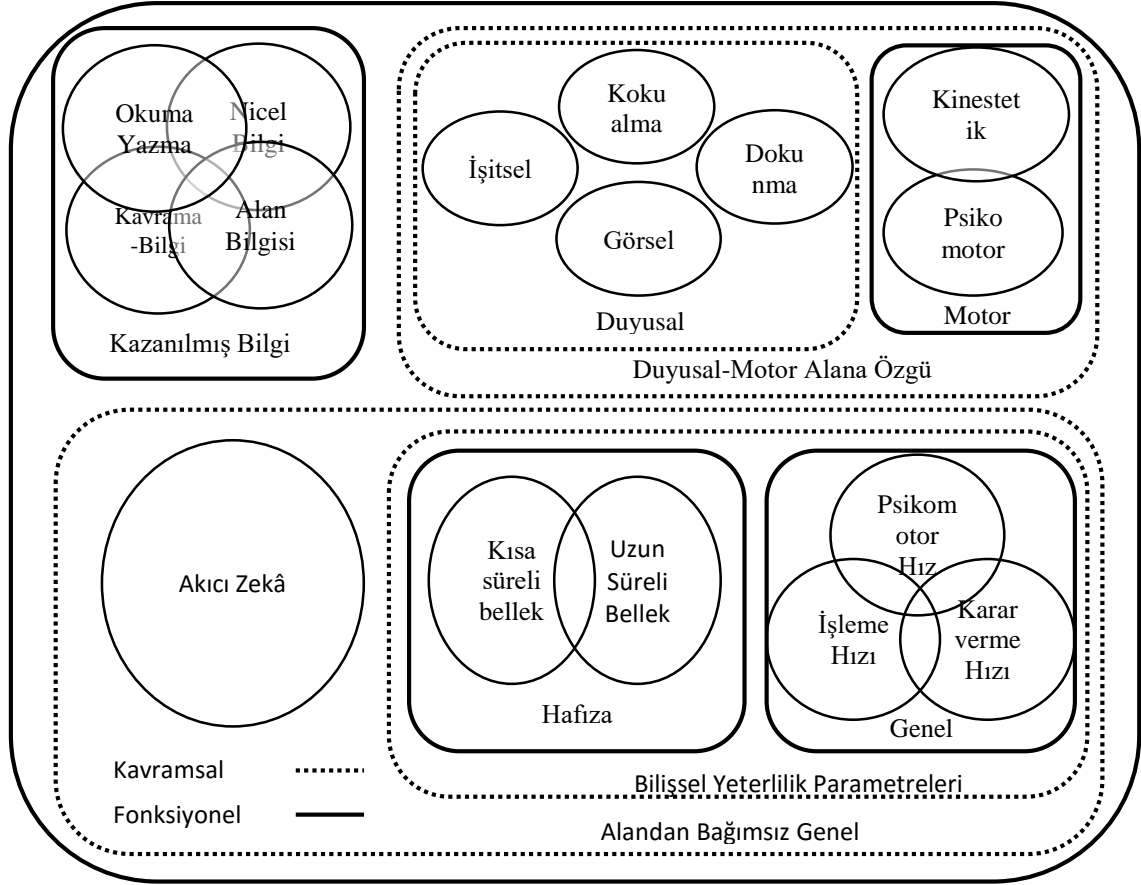 Okuma
Yazma
Nicel
Bilgi
Kavrama
-Bilgi
Alan
Bilgisi
Kazanılmış Bilgi
Koku
alma
İşitsel
Doku
nma
Görsel
Duyusal
Kinestet
ik
Psiko
motor
Motor
Duyusal-Motor Alana Özgü
Akıcı Zekâ
Kısa
süreli
bellek
Uzun
Süreli
Bellek
Hafıza
Psikom
otor
Hız
İşleme
Hızı
Karar
verme
Hızı
Genel
Bilişsel Yeterlilik Parametreleri
Alandan Bağımsız Genel
Kavramsal
Fonksiyonel